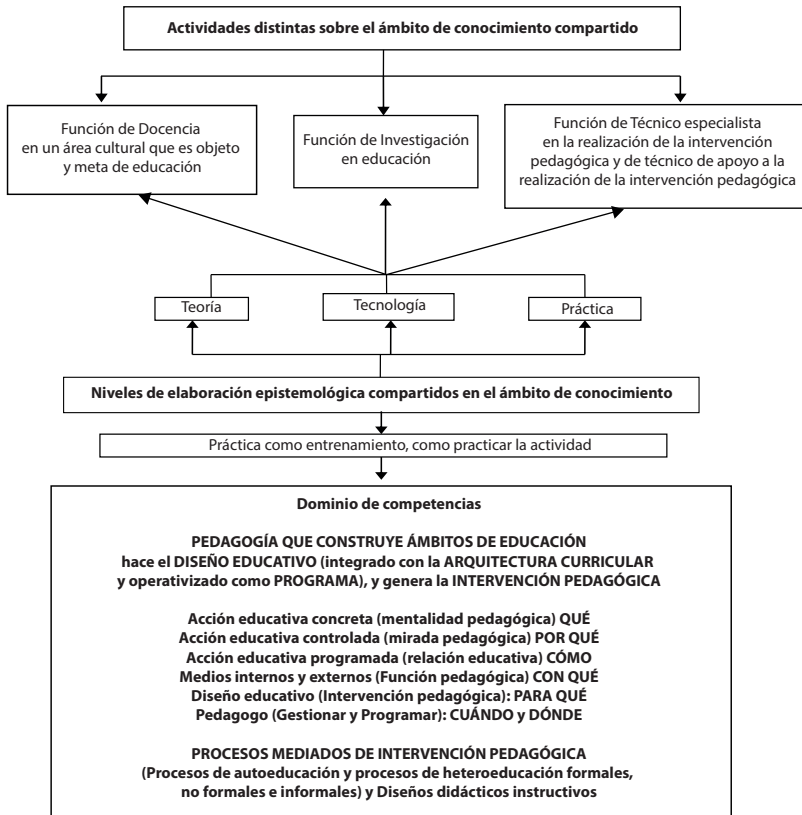 Actividades distintas sobre el ámbito de conocimiento compartido
Función de Docencia
en un área cultural que es objeto
y meta de educación
Función de Investigación
en educación
Función de Técnico especialista
en la realización de la intervención
pedagógica y de técnico de apoyo a la
realización de la intervención pedagógica
Teoría
Tecnología
Práctica
Niveles de elaboración epistemológica compartidos en el ámbito de conocimiento
Práctica como entrenamiento, como practicar la actividad
Dominio de competencias
PEDAGOGÍA QUE CONSTRUYE ÁMBITOS DE EDUCACIÓN
hace el DISEÑO EDUCATIVO (integrado con la ARQUITECTURA CURRICULAR
y operativizado como PROGRAMA), y genera la INTERVENCIÓN PEDAGÓGICA
Acción educativa concreta (mentalidad pedagógica) QUÉ
Acción educativa controlada (mirada pedagógica) POR QUÉ
Acción educativa programada (relación educativa) CÓMO
Medios internos y externos (Función pedagógica) CON QUÉ
Diseño educativo (Intervención pedagógica): PARA QUÉ
Pedagogo (Gestionar y Programar): CUÁNDO y DÓNDE
PROCESOS MEDIADOS DE INTERVENCIÓN PEDAGÓGICA
(Procesos de autoeducación y procesos de heteroeducación formales,
no formales e informales) y Diseños didácticos instructivos